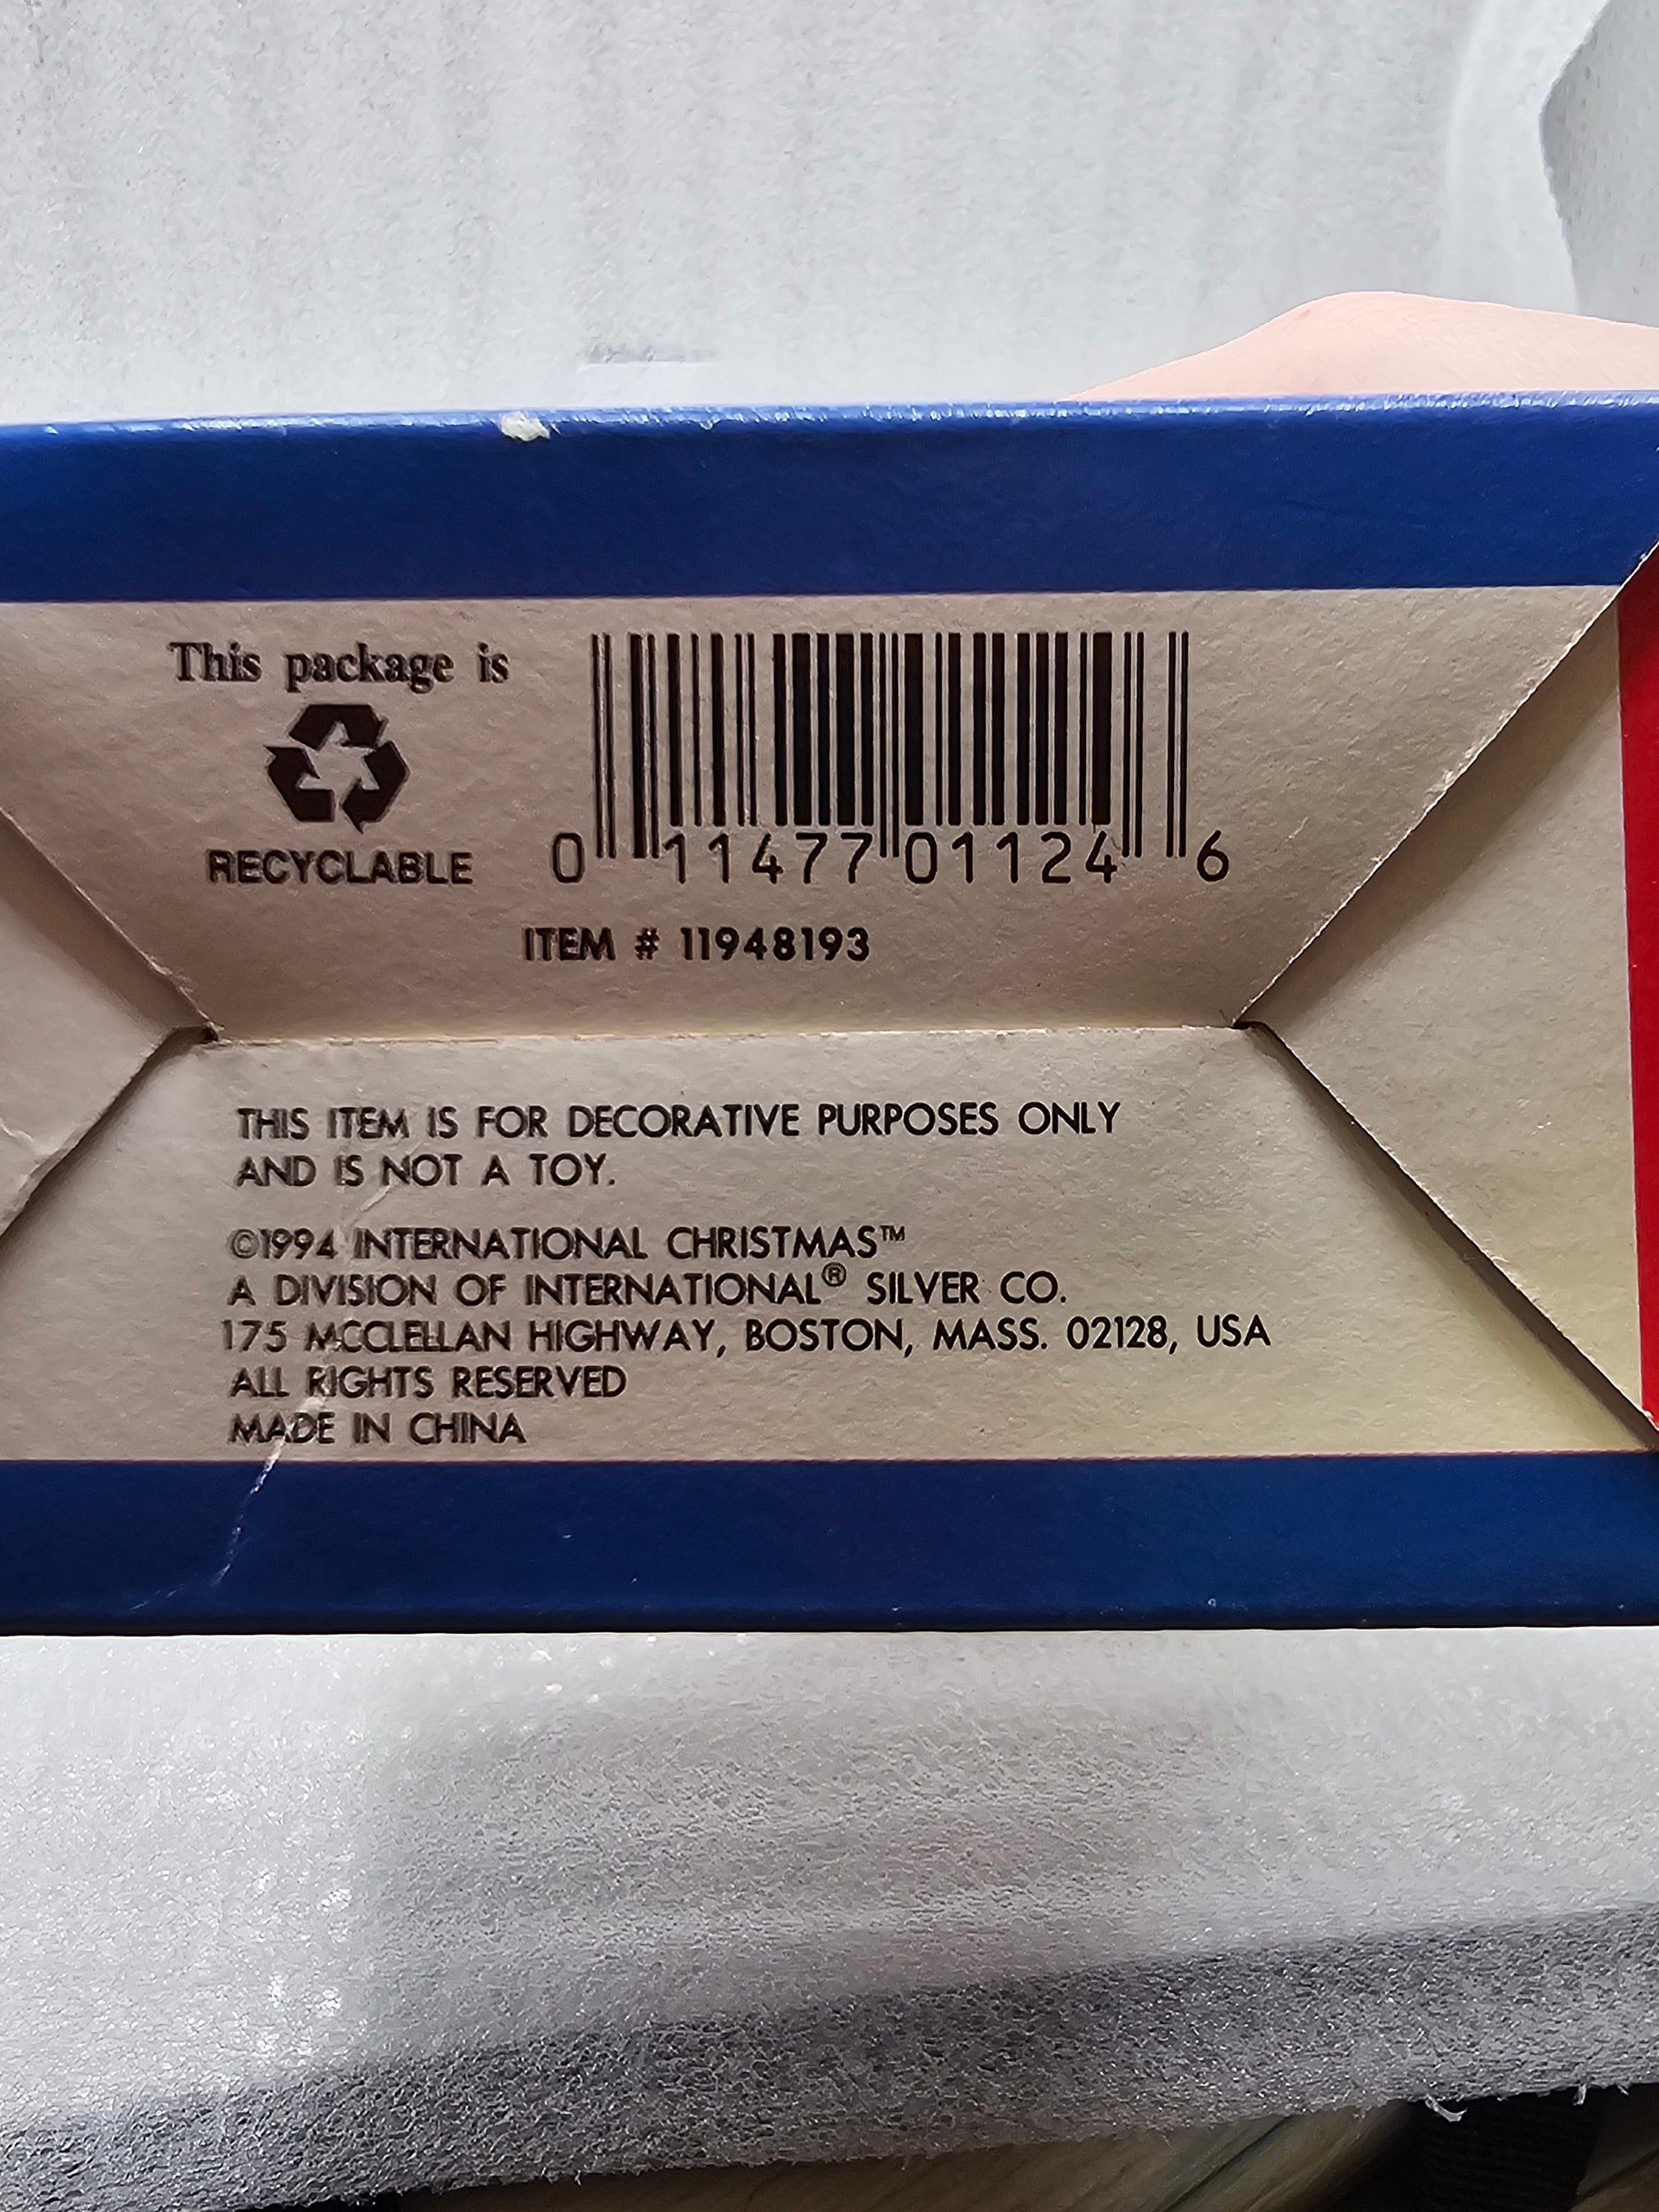 This package is
RECYCLABLE
0 11477 01124 6
ITEM # 11948193
THIS ITEM IS FOR DECORATIVE PURPOSES ONLY
AND IS NOT A TOY.
©1994 INTERNATIONAL CHRISTMAS™
A DIVISION OF INTERNATIONAL® SILVER CO.
175 MCCLELLAN HIGHWAY, BOSTON, MASS. 02128, USA
ALL RIGHTS RESERVED
MADE IN CHINA